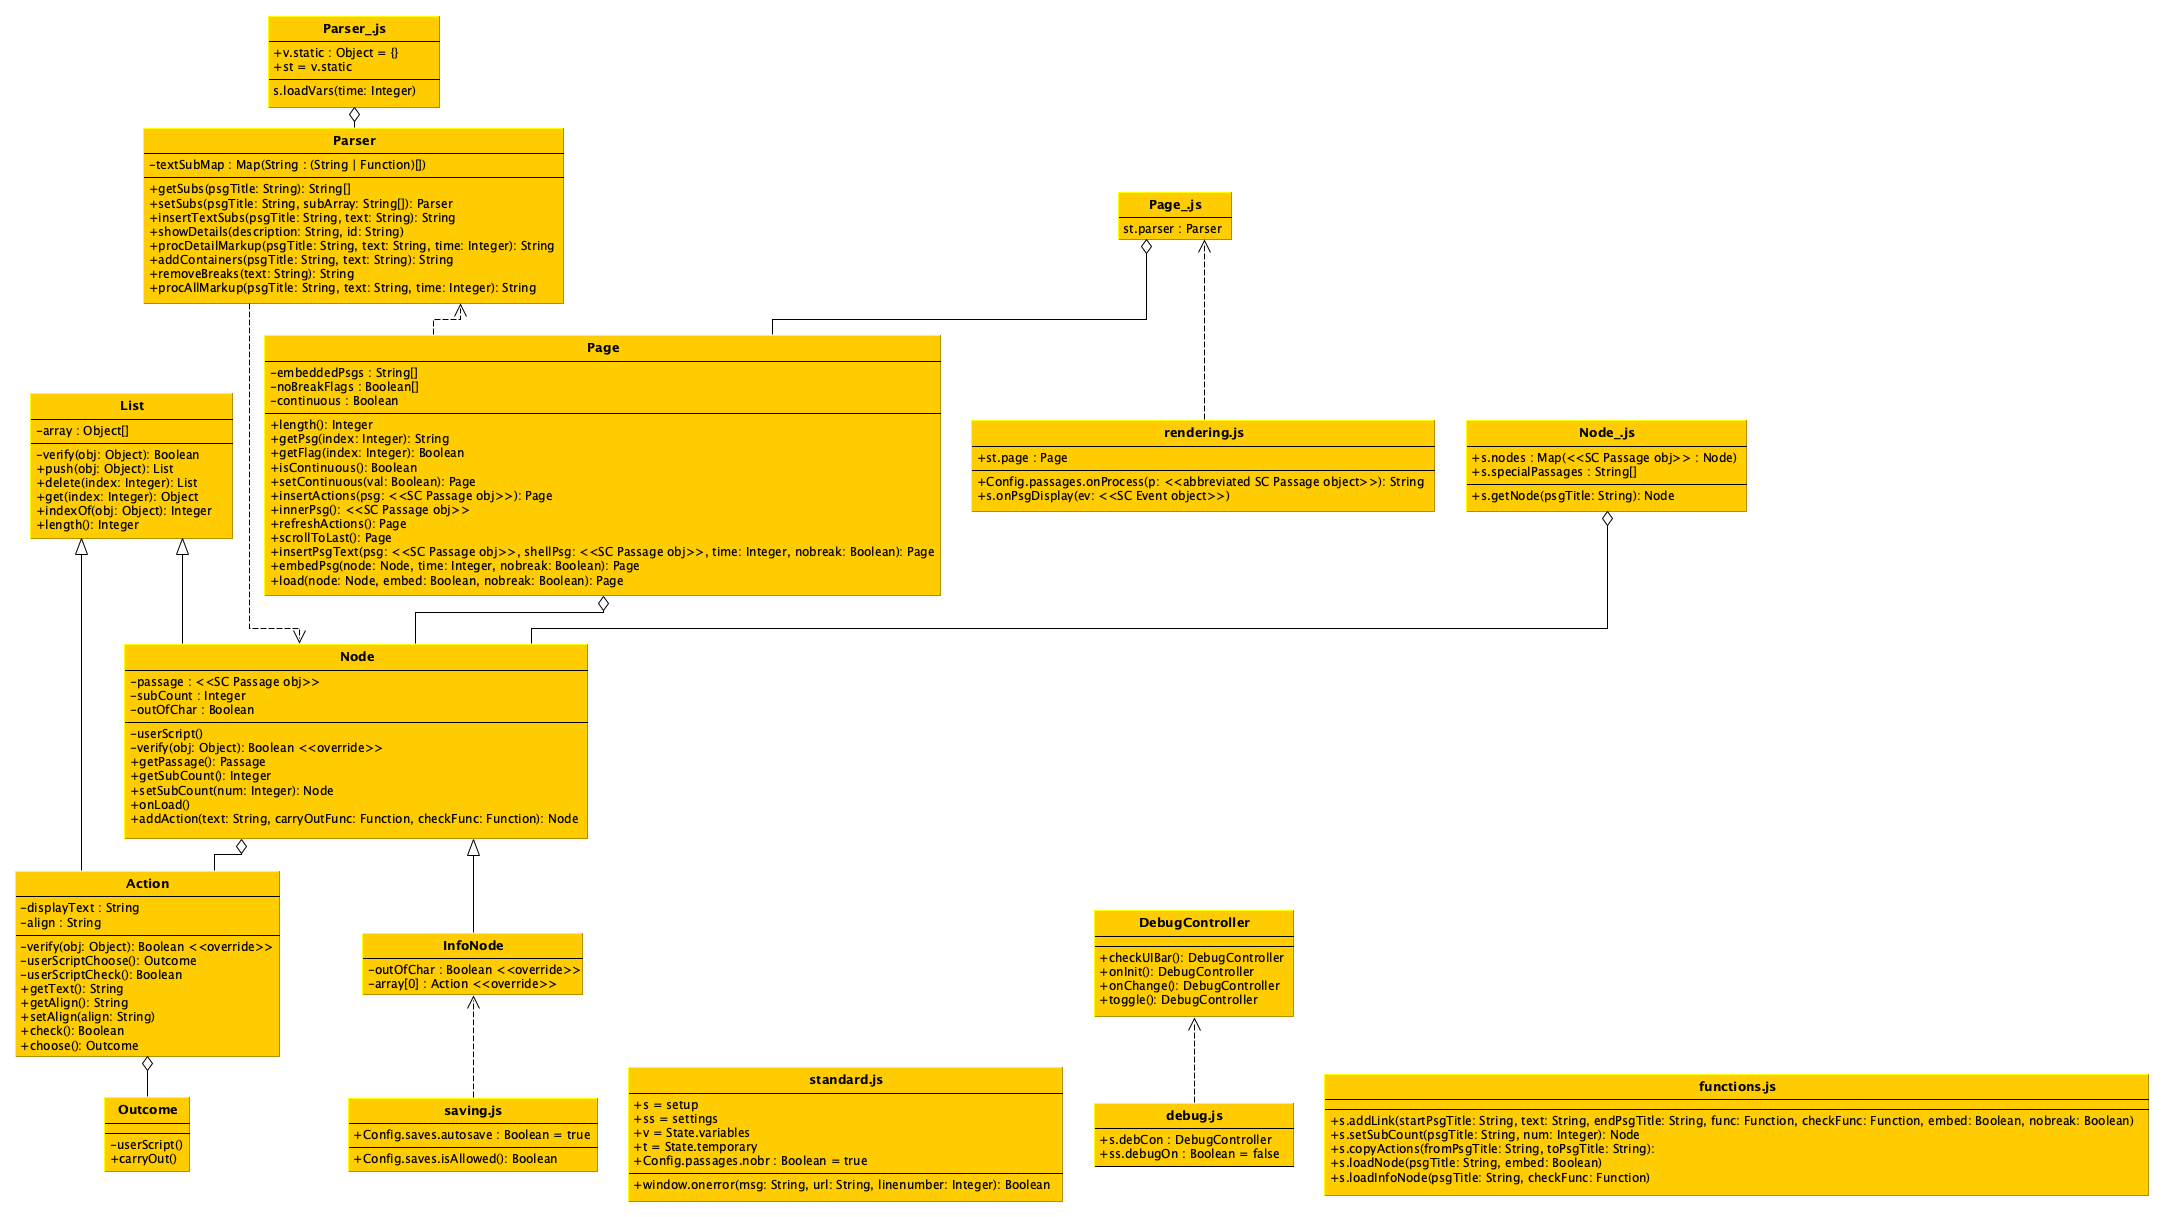 Parser_.js
+v.static : Object = {}
+st = v.static
s.loadVars(time: Integer)
Parser
-textSubMap : Map(String : (String | Function)[])
+getSubs(psgTitle: String): String[]
+setSubs(psgTitle: String, subArray: String[]): Parser
+insertTextSubs(psgTitle: String, text: String): String
+showDetails(description: String, id: String)
+procDetailMarkup(psgTitle: String, text: String, time: Integer): String
+addContainers(psgTitle: String, text: String): String
+removeBreaks(text: String): String
+procAllMarkup(psgTitle: String, text: String, time: Integer): String
Page_.js
st.parser : Parser
Page
-embeddedPsgs : String[]
-noBreakFlags : Boolean[]
-continuous : Boolean
+length(): Integer
+getPsg(index: Integer): String
+getFlag(index: Integer): Boolean
+isContinuous(): Boolean
+setContinuous(val: Boolean): Page
+insertActions(psg: <<SC Passage obj>>): Page
+innerPsg(): <<SC Passage obj>>
+refreshActions(): Page
+scrollToLast(): Page
+insertPsgText(psg: <<SC Passage obj>>, shellPsg: <<SC Passage obj>>, time: Integer, nobreak: Boolean): Page
+embedPsg(node: Node, time: Integer, nobreak: Boolean): Page
+load(node: Node, embed: Boolean, nobreak: Boolean): Page
List
-array : Object[]
-verify(obj: Object): Boolean
+push(obj: Object): List
+delete(index: Integer): List
+get(index: Integer): Object
+indexOf(obj: Object): Integer
+length(): Integer
rendering.js
+st.page : Page
+Config.passages.onProcess(p: <<abbreviated SC Passage object>>): String
+s.onPsgDisplay(ev: <<SC Event object>>)
Node_.js
+s.nodes : Map(<<SC Passage obj>> : Node)
+s.specialPassages : String[]
+s.getNode(psgTitle: String): Node
Node
-passage : <<SC Passage obj>>
-subCount : Integer
-outOfChar : Boolean
-userScript()
-verify(obj: Object): Boolean <<override>>
+getPassage(): Passage
+getSubCount(): Integer
+setSubCount(num: Integer): Node
+onLoad()
+addAction(text: String, carryOutFunc: Function, checkFunc: Function): Node
Action
-displayText : String
-align : String
-verify(obj: Object): Boolean <<override>>
-userScriptChoose(): Outcome
-userScriptCheck(): Boolean
+getText(): String
+getAlign(): String
+setAlign(align: String)
+check(): Boolean
+choose(): Outcome
InfoNode
-outOfChar : Boolean <<override>>
-array[0] : Action <<override>>
DebugController
+checkUIBar(): DebugController
+onInit(): DebugController
+onChange(): DebugController
+toggle(): DebugController
Outcome
-userScript()
+carryOut()
saving.js
+Config.saves.autosave : Boolean = true
+Config.saves.isAllowed(): Boolean
standard.js
+s = setup
+ss = settings
+v = State.variables
+t = State.temporary
+Config.passages.nobr : Boolean = true
+window.onerror(msg: String, url: String, linenumber: Integer): Boolean
debug.js
+s.debCon : DebugController
+ss.debugOn : Boolean = false
functions.js
+s.addLink(startPsgTitle: String, text: String, endPsgTitle: String, func: Function, checkFunc: Function, embed: Boolean, nobreak: Boolean)
+s.setSubCount(psgTitle: String, num: Integer): Node
+s.copyActions(fromPsgTitle: String, toPsgTitle: String):
+s.loadNode(psgTitle: String, embed: Boolean)
+s.loadInfoNode(psgTitle: String, checkFunc: Function)